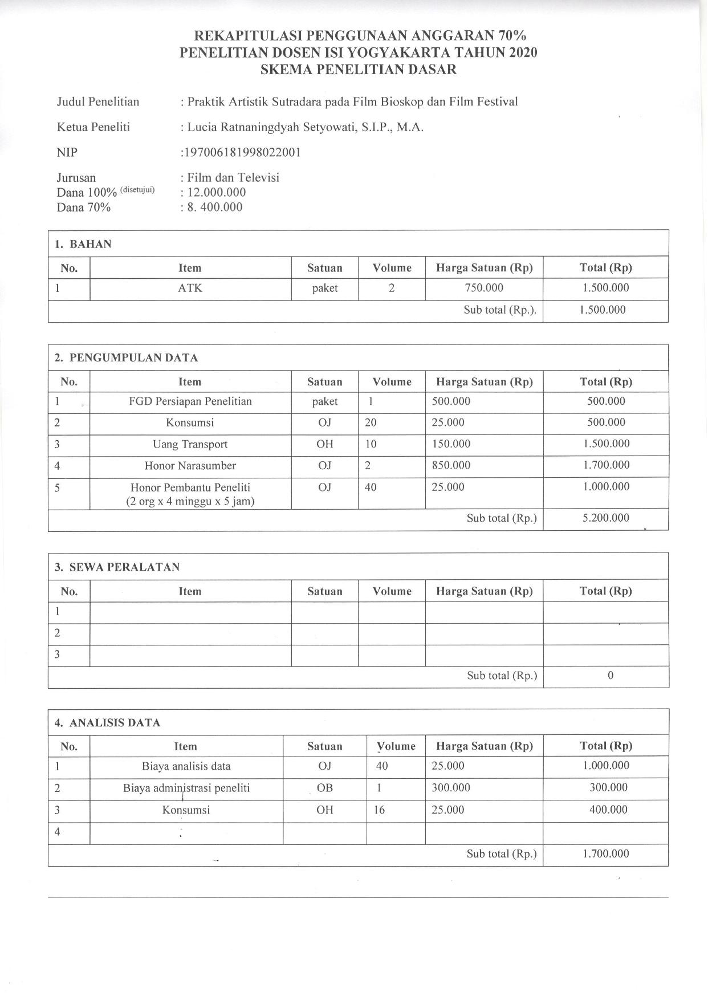 REKAPITULASI PENGGUNAAN ANGGARAN 70%
PENELITIAN DOSEN ISI YOGYAKARTA TAHUN 2020
SKEMA PENELITIAN DASAR
Judul Penelitian : Praktik Artistik Sutradara pada Film Bioskop dan Film Festival
Ketua Peneliti : Lucia Ratnaningdyah Setyowati, S.I.P., M.A.
NIP :197006181998022001
Jurusan : Film dan Televisi
Dana 100% (disetujui) : 12.000.000
Dana 70% : 8. 400.000
1. BAHAN
No. Item Satuan Volume Harga Satuan (Rp) Total (Rp)
1 ATK paket 2 750.000 1.500.000
Sub total (Rp.). 1.500.000
2. PENGUMPULAN DATA
No. Item Satuan Volume Harga Satuan (Rp) Total (Rp)
1 FGD Persiapan Penelitian paket 1 500.000 500.000
2 Konsumsi OJ 20 25.000 500.000
3 Uang Transport OH 10 150.000 1.500.000
4 Honor Narasumber OJ 2 850.000 1.700.000
5 Honor Pembantu Peneliti OJ 40 25.000 1.000.000
(2 org x 4 minggu x 5 jam)
Sub total (Rp.) 5.200.000
3. SEWA PERALATAN
No. Item Satuan Volume Harga Satuan (Rp) Total (Rp)
1
2
3
Sub total (Rp.) 0
4. ANALISIS DATA
No. Item Satuan Volume Harga Satuan (Rp) Total (Rp)
1 Biaya analisis data OJ 40 25.000 1.000.000
2 Biaya administrasi peneliti OB 1 300.000 300.000
3 Konsumsi OH 16 25.000 400.000
4
Sub total (Rp.) 1.700.000